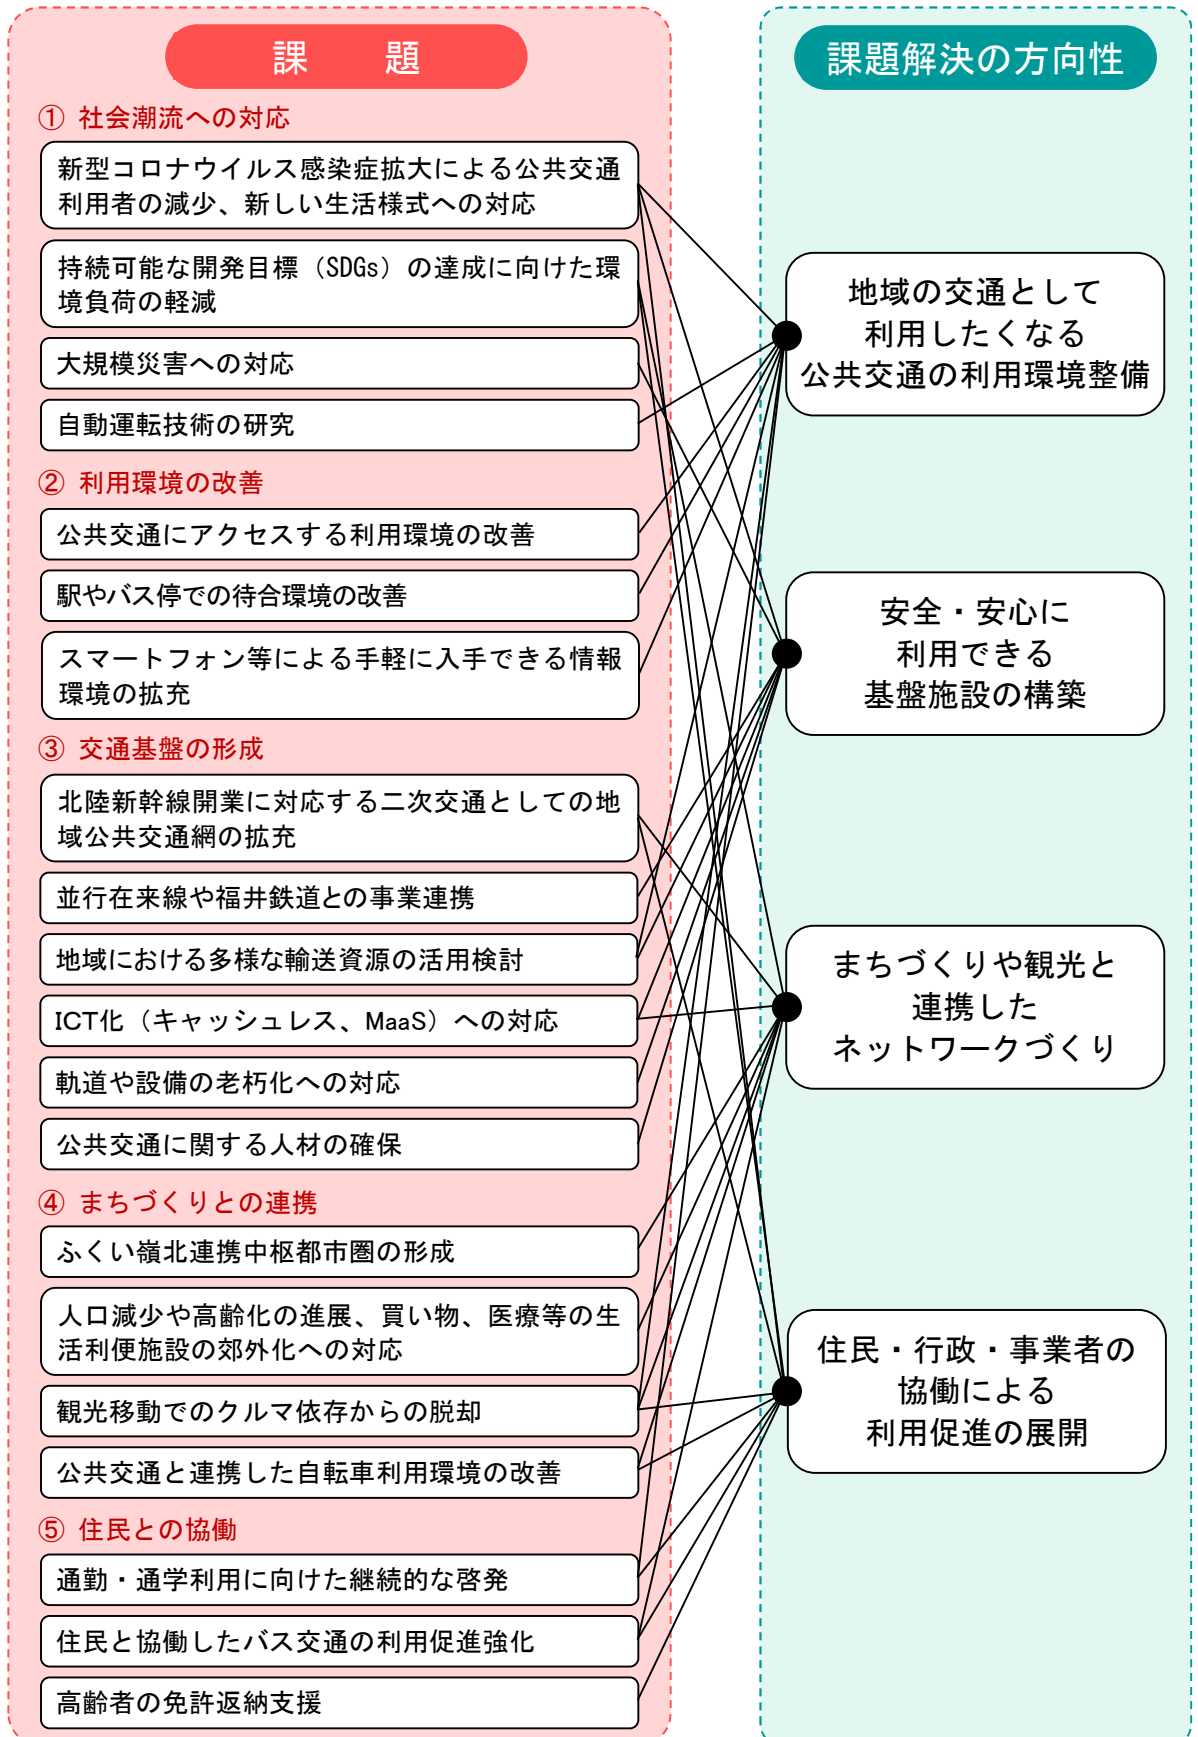 課　題
① 社会潮流への対応
新型コロナウイルス感染症拡大による公共交通
利用者の減少、新しい生活様式への対応
持続可能な開発目標（SDGs）の達成に向けた環
境負荷の軽減
大規模災害への対応
自動運転技術の研究
② 利用環境の改善
公共交通にアクセスする利用環境の改善
駅やバス停での待合環境の改善
スマートフォン等による手軽に入手できる情報
環境の拡充
③ 交通基盤の形成
北陸新幹線開業に対応する二次交通としての地
域公共交通網の拡充
並行在来線や福井鉄道との事業連携
地域における多様な輸送資源の活用検討
ICT化（キャッシュレス、MaaS）への対応
軌道や設備の老朽化への対応
公共交通に関する人材の確保
④ まちづくりとの連携
ふくい嶺北連携中枢都市圏の形成
人口減少や高齢化の進展、買い物、医療等の生
活利便施設の郊外化への対応
観光移動でのクルマ依存からの脱却
公共交通と連携した自転車利用環境の改善
⑤ 住民との協働
通勤・通学利用に向けた継続的な啓発
住民と協働したバス交通の利用促進強化
高齢者の免許返納支援
課題解決の方向性
地域の交通として
利用したくなる
公共交通の利用環境整備
安全・安心に
利用できる
基盤施設の構築
まちづくりや観光と
連携した
ネットワークづくり
住民・行政・事業者の
協働による
利用促進の展開